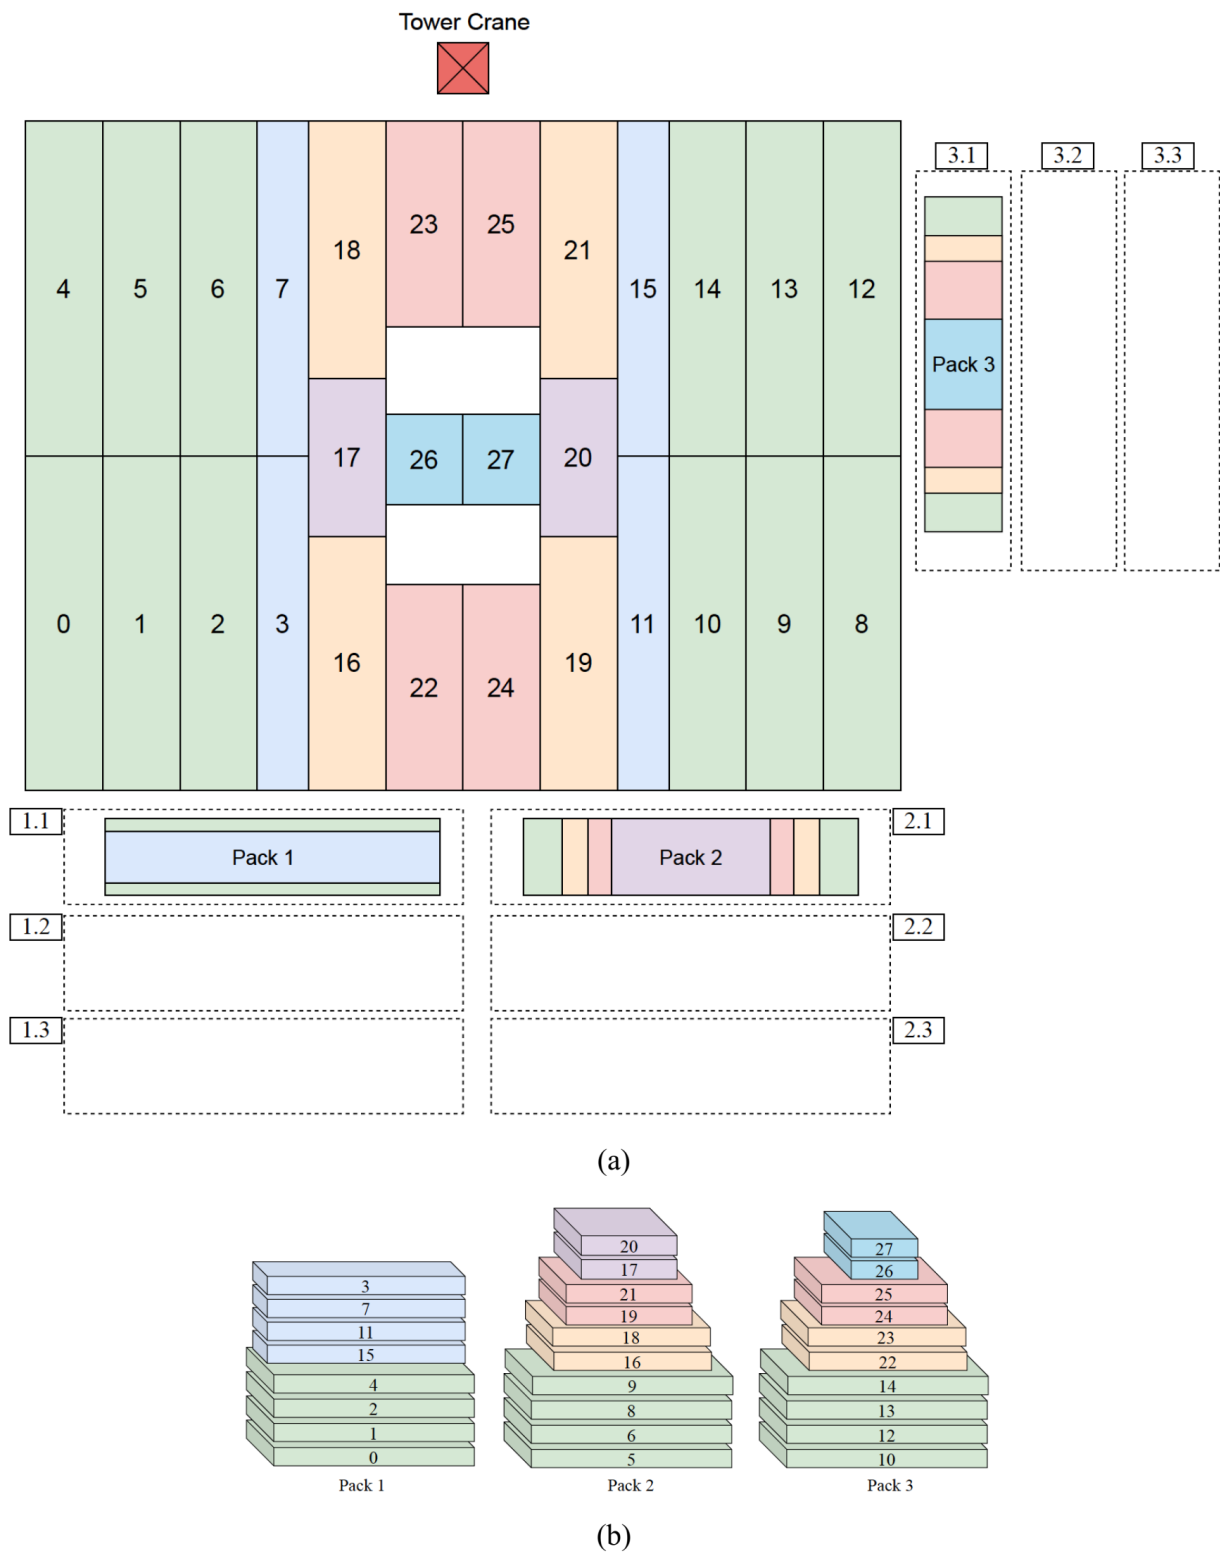 Tower Crane
3.1 3.2 3.3
23 25
18 21
4 5 6 7 15 14 13 12
Pack 3
17 26 27 20
0 1 2 3 11 10 9 8
16 19
22 24
1.1 2.1
Pack 1 Pack 2
1.2 2.2
1.3 2.3
(a)
3
7
11
15
4
2
1
0
Pack 1
20
17
21
19
18
16
9
8
6
5
Pack 2
27
26
25
24
23
22
14
13
12
10
Pack 3
(b)